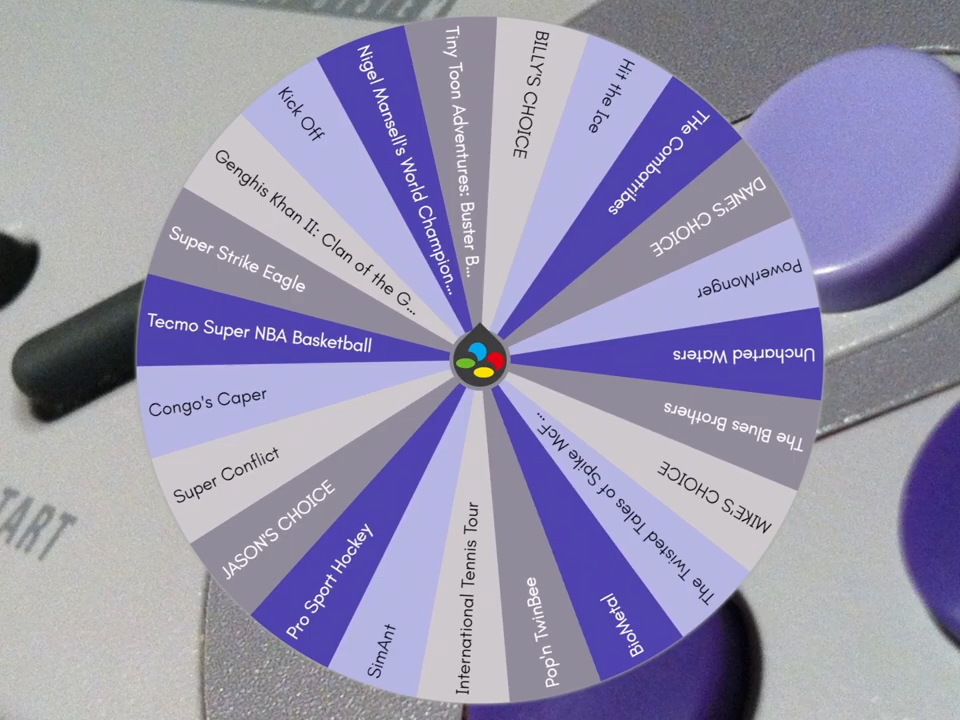 Tiny Toon Adventures: Buster B...
BILLY'S CHOICE
Hit the Ice
THe Combatribes
DANE'S CHOICE
PowerMonger
Uncharted Waters
The Blues Brothers
MIKE'S CHOICE
The Twisted Tales of Spike McF...
BioMetal
Pop'n TwinBee
International Tennis Tour
SimAnt
Pro Sport Hockey
JASON'S CHOICE
Super Conflict
Congo's Caper
Tecmo Super NBA Basketball
Super Strike Eagle
Genghis Khan II: Clan of the G...
Kick Off
Nigel Mansell's World Champion...
TART